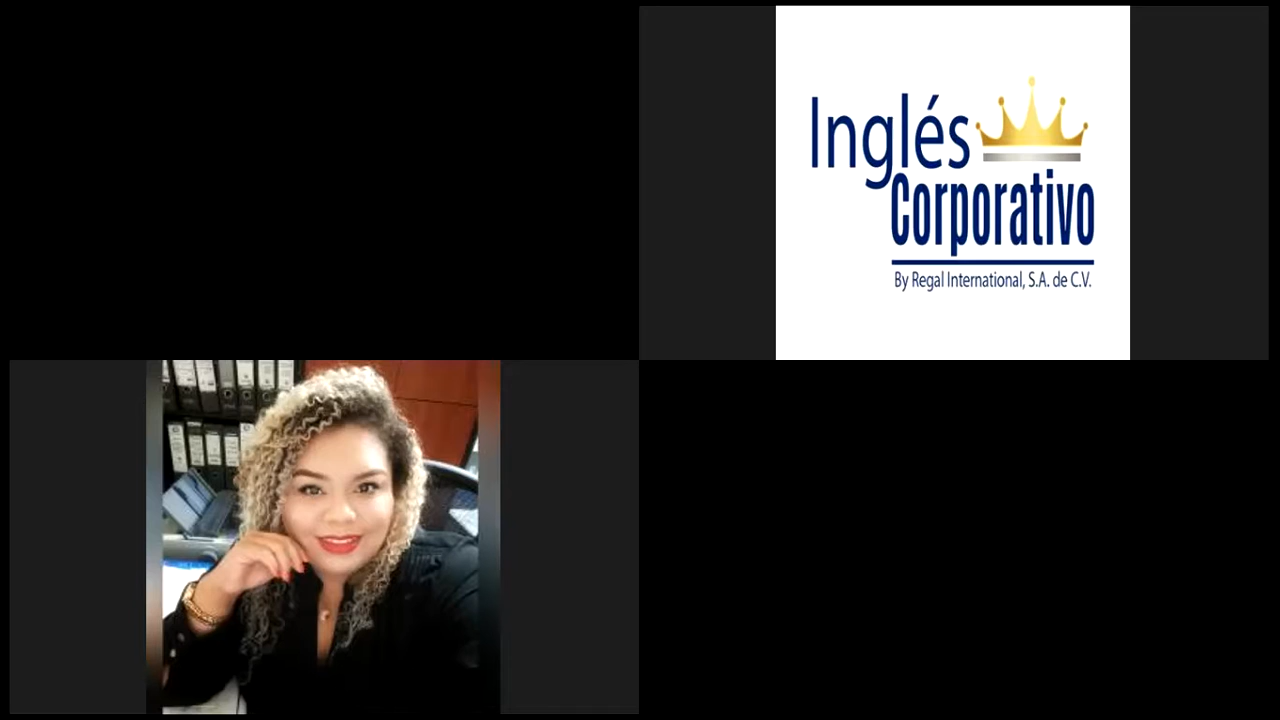 Inglés
Corporativo
By Regal International, S.A. de C.V.